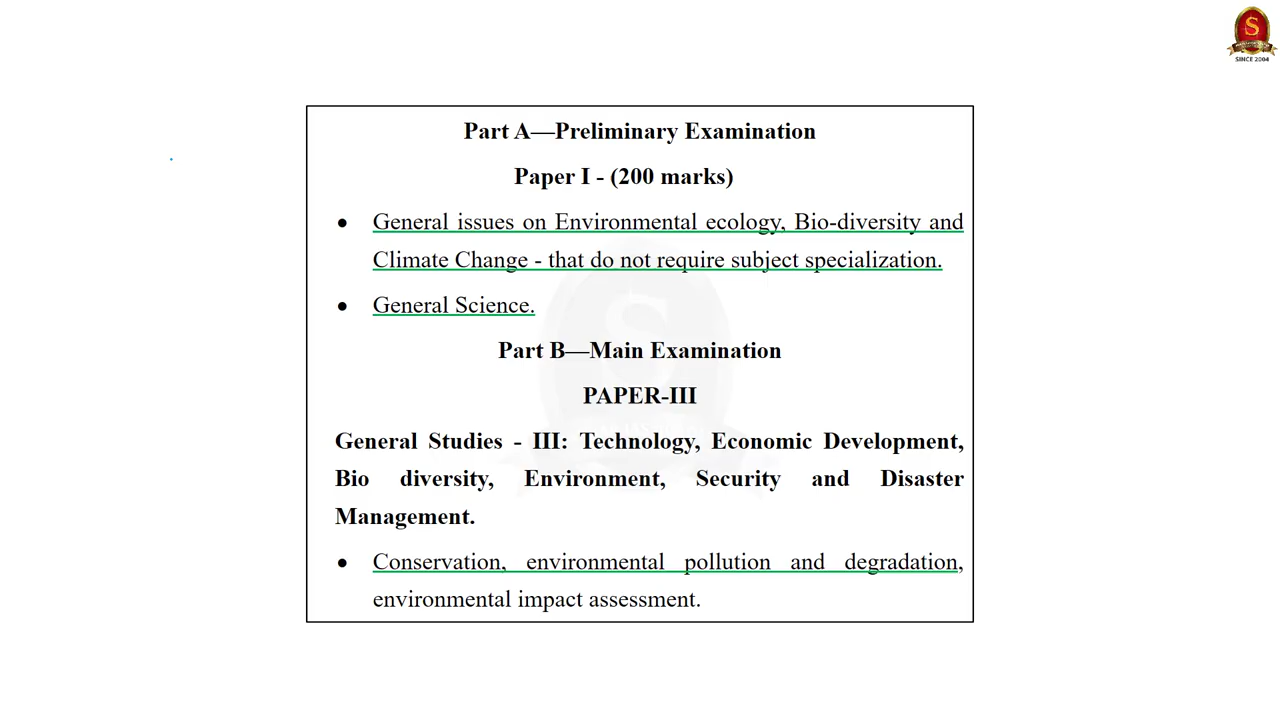 S
SINCE 2004
Part A—Preliminary Examination
Paper I - (200 marks)
• General issues on Environmental ecology, Bio-diversity and
Climate Change - that do not require subject specialization.
• General Science.
Part B—Main Examination
PAPER-III
General Studies - III: Technology, Economic Development,
Bio diversity, Environment, Security and Disaster
Management.
• Conservation, environmental pollution and degradation,
environmental impact assessment.